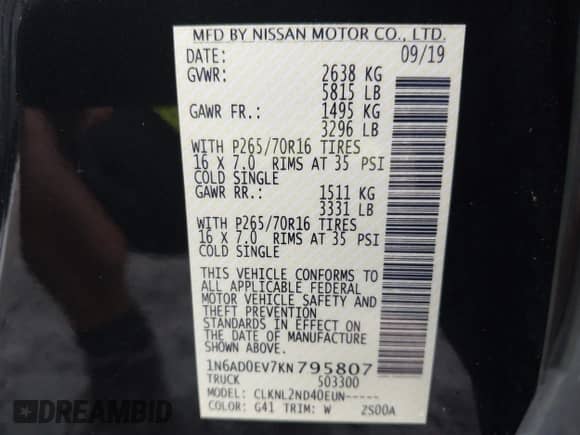 MFD BY NISSAN MOTOR CO., LTD.
DATE: 09/19
GVWR: 2638 KG
5815 LB
GAWR FR.: 1495 KG
3296 LB
WITH P265/70R16 TIRES
16 X 7.0 RIMS AT 35 PSI
COLD SINGLE
GAWR RR.: 1511 KG
3331 LB
WITH P265/70R16 TIRES
16 X 7.0 RIMS AT 35 PSI
COLD SINGLE
THIS VEHICLE CONFORMS TO
ALL APPLICABLE FEDERAL
MOTOR VEHICLE SAFETY AND
THEFT PREVENTION
STANDARDS IN EFFECT ON
THE DATE OF MANUFACTURE
SHOWN ABOVE.
1N6AD0EV7KN795807
TRUCK 503300
MODEL: CLKNL2ND40EUN-----
COLOR: G41 TRIM: W 2S00A
DREAMBID